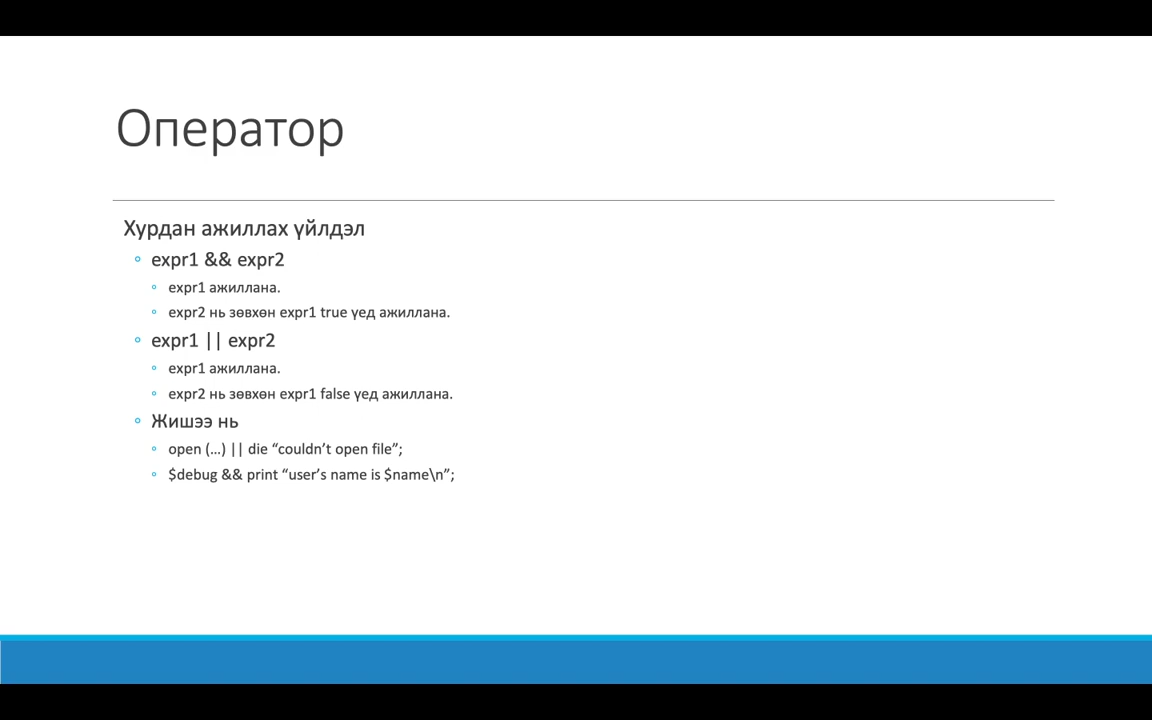 Оператор
Хурдан ажиллах үйлдэл
expr1 && expr2
expr1 ажиллана.
expr2 нь зөвхөн expr1 true үед ажиллана.
expr1 || expr2
expr1 ажиллана.
expr2 нь зөвхөн expr1 false үед ажиллана.
Жишээ нь
open (…) || die “couldn’t open file”;
$debug && print “user’s name is $name\n”;